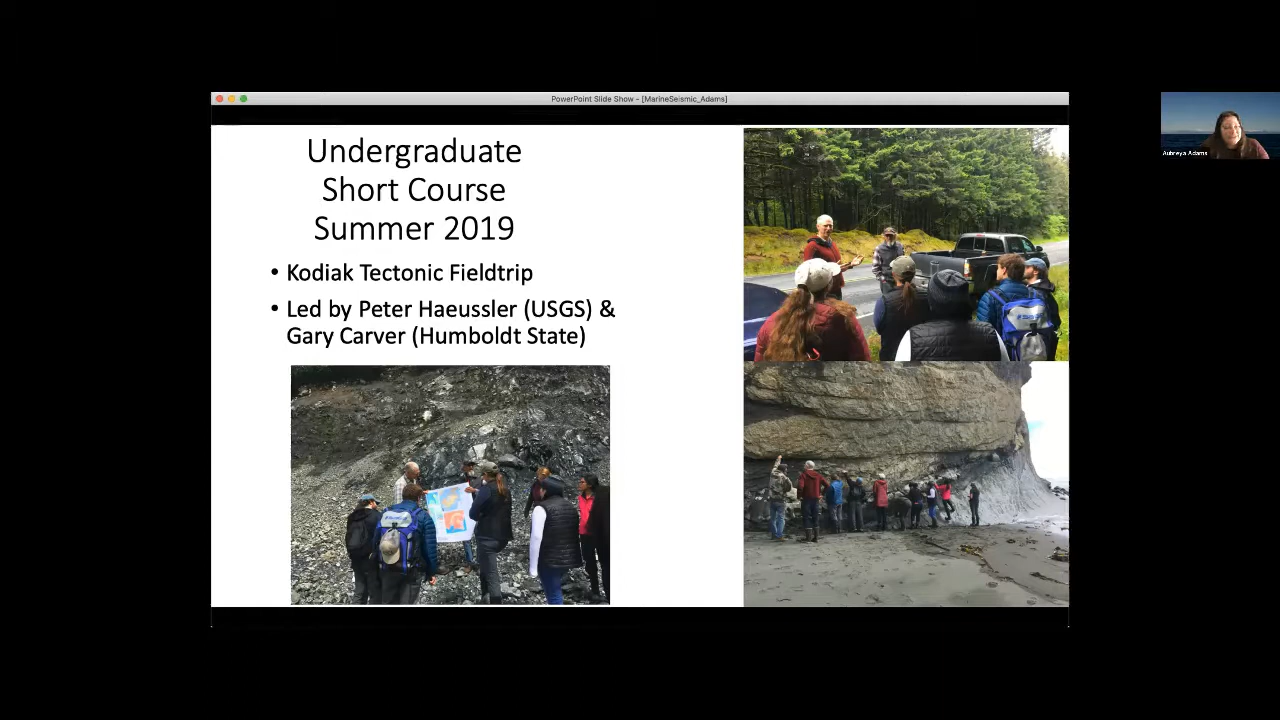 PowerPoint Slide Show - [MarineSeismic_Adams]
Undergraduate
Short Course
Summer 2019
• Kodiak Tectonic Fieldtrip
• Led by Peter Haeussler (USGS) &
Gary Carver (Humboldt State)
Aubreya Adams